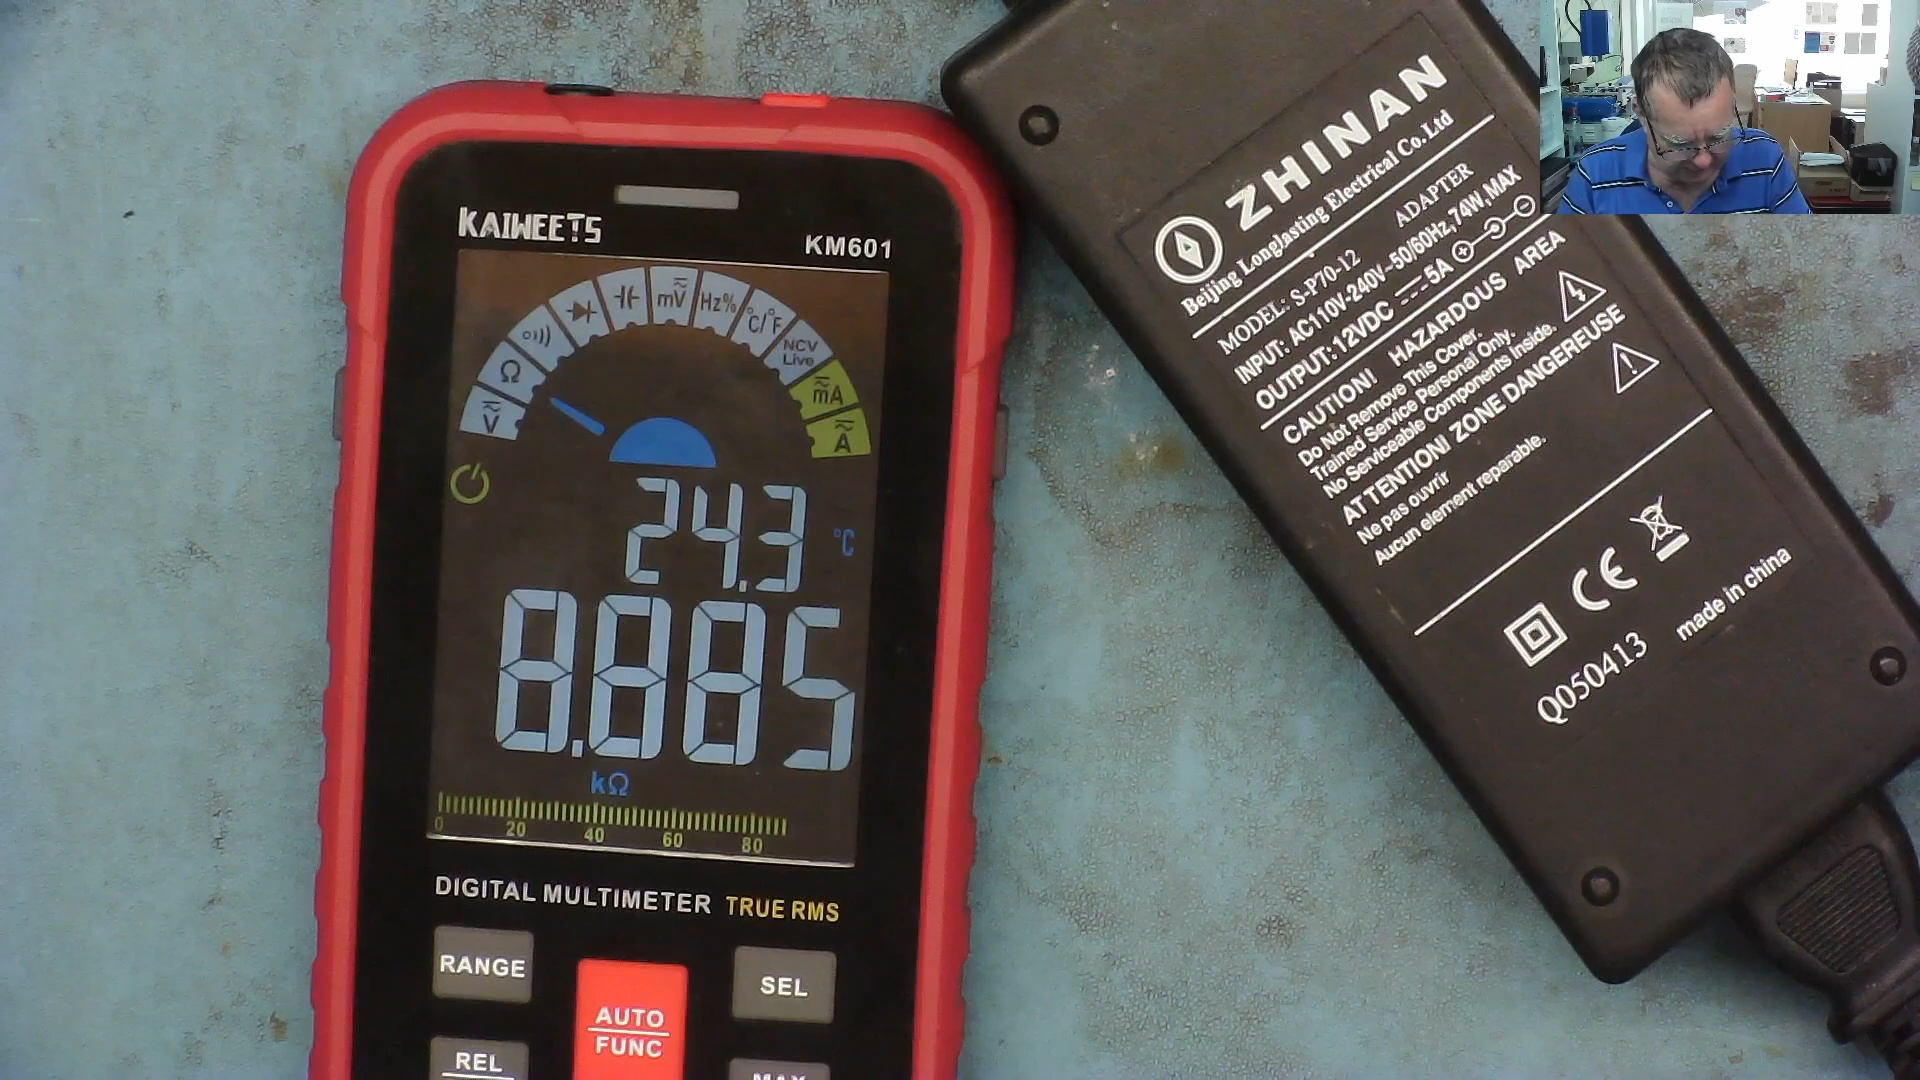 KAIWEETS
KM601
V
Ω
mV
Hz%
°C/°F
NCV
Live
mA
A
24.3 °C
8.885
kΩ
0 20 40 60 80
DIGITAL MULTIMETER TRUE RMS
RANGE
SEL
AUTO
FUNC
REL
MAX
ZHINAN
Beijing Longlasting Electrical Co.Ltd
ADAPTER
MODEL: S-P70-12
INPUT: AC110V-240V~50/60Hz,74W,MAX
OUTPUT: 12VDC ---5A
CAUTION! HAZARDOUS AREA
Do Not Remove This Cover.
Trained Service Personal Only.
No Serviceable Components Inside.
ATTENTION! ZONE DANGEREUSE
Ne pas ouvrir
Aucun element reparable.
CE
Q050413
made in china